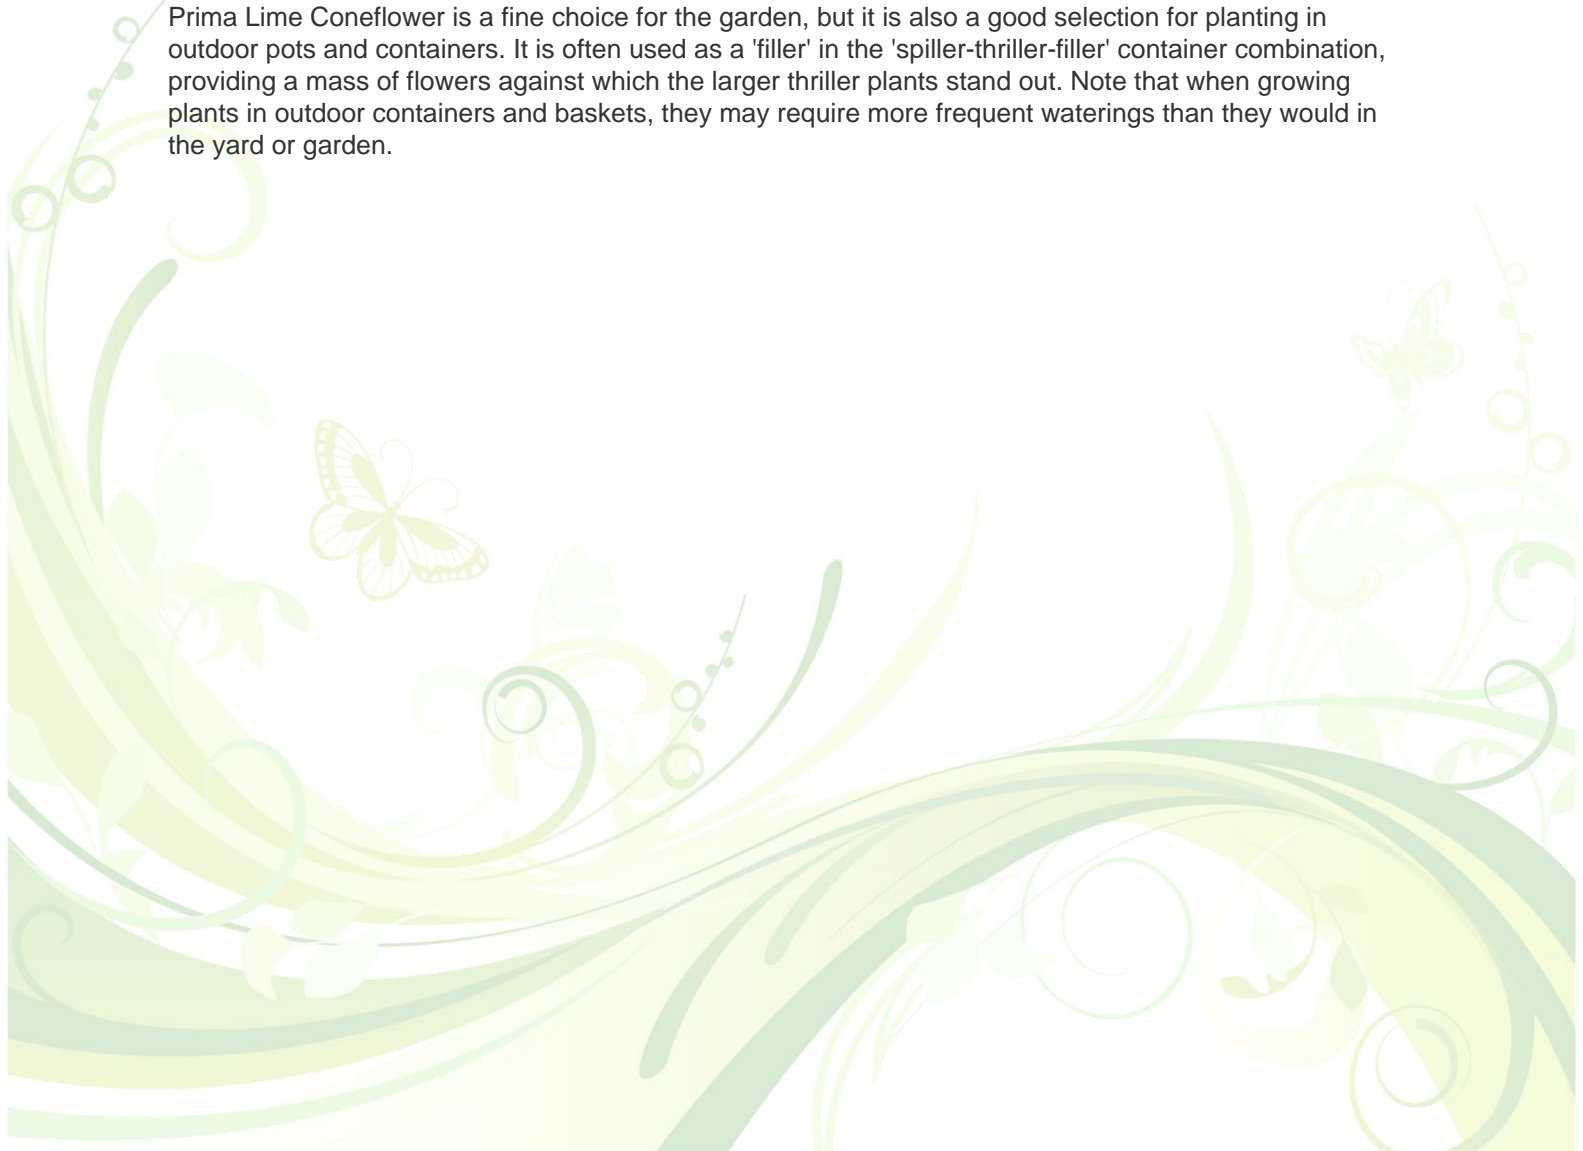 Prima Lime Coneflower is a fine choice for the garden, but it is also a good selection for planting in
outdoor pots and containers. It is often used as a 'filler' in the 'spiller-thriller-filler' container combination,
providing a mass of flowers against which the larger thriller plants stand out. Note that when growing
plants in outdoor containers and baskets, they may require more frequent waterings than they would in
the yard or garden.